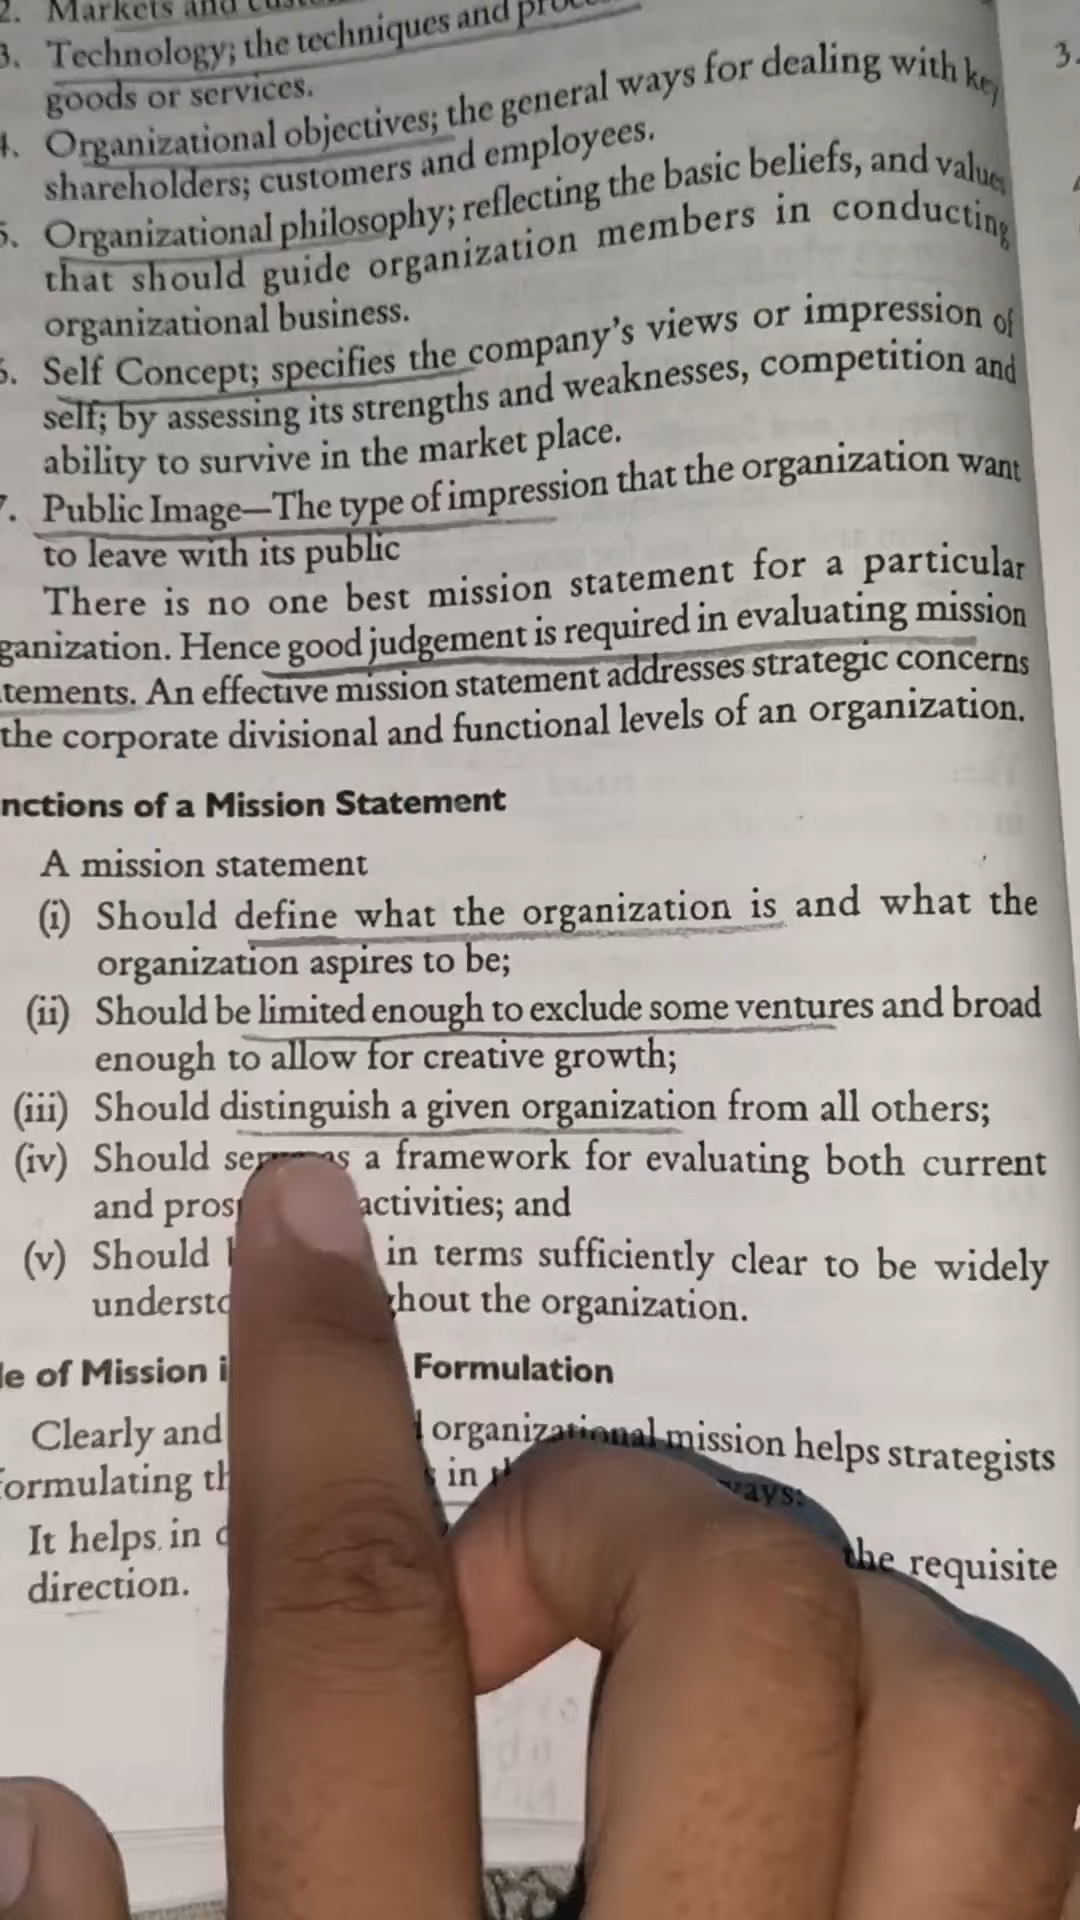 2. Markets and
3. Technology; the techniques and
goods or services.
4. Organizational objectives; the general ways for dealing with key
shareholders; customers and employees.
5. Organizational philosophy; reflecting the basic beliefs, and values
that should guide organization members in conducting
organizational business.
6. Self Concept; specifies the company's views or impression of
self; by assessing its strengths and weaknesses, competition and
ability to survive in the market place.
7. Public Image—The type of impression that the organization want
to leave with its public
There is no one best mission statement for a particular
ganization. Hence good judgement is required in evaluating mission
tements. An effective mission statement addresses strategic concerns
the corporate divisional and functional levels of an organization.
nctions of a Mission Statement
A mission statement
(i) Should define what the organization is and what the
organization aspires to be;
(ii) Should be limited enough to exclude some ventures and broad
enough to allow for creative growth;
(iii) Should distinguish a given organization from all others;
(iv) Should as a framework for evaluating both current
and activities; and
(v) Should in terms sufficiently clear to be widely
hout the organization.
le of Mission Formulation
Clearly and organizational mission helps strategists
formulating in ways:
It helps in the requisite
direction.
3.